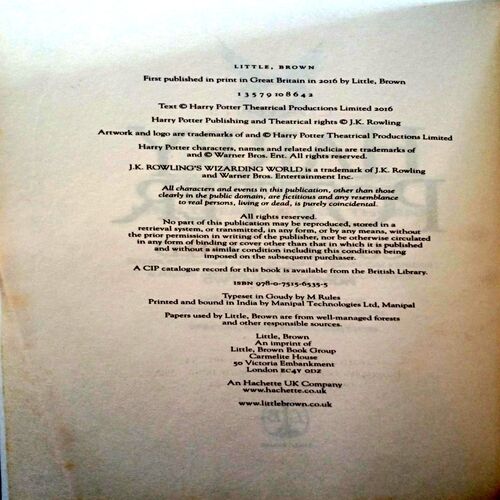 LITTLE, BROWN
First published in print in Great Britain in 2016 by Little, Brown
1 3 5 7 9 10 8 6 4 2
Text © Harry Potter Theatrical Productions Limited 2016
Harry Potter Publishing and Theatrical rights © J.K. Rowling
Artwork and logo are trademarks of and © Harry Potter Theatrical Productions Limited
Harry Potter characters, names and related indicia are trademarks of
and © Warner Bros. Ent. All rights reserved.
J.K. ROWLING'S WIZARDING WORLD is a trademark of J.K. Rowling
and Warner Bros. Entertainment Inc.
All characters and events in this publication, other than those
clearly in the public domain, are fictitious and any resemblance
to real persons, living or dead, is purely coincidental.
All rights reserved.
No part of this publication may be reproduced, stored in a
retrieval system, or transmitted, in any form, or by any means, without
the prior permission in writing of the publisher, nor be otherwise circulated
in any form of binding or cover other than that in which it is published
and without a similar condition including this condition being
imposed on the subsequent purchaser.
A CIP catalogue record for this book is available from the British Library.
ISBN 978-0-7515-6535-5
Typeset in Goudy by M Rules
Printed and bound in India by Manipal Technologies Ltd, Manipal
Papers used by Little, Brown are from well-managed forests
and other responsible sources.
Little, Brown
An imprint of
Little, Brown Book Group
Carmelite House
50 Victoria Embankment
London EC4Y 0DZ
An Hachette UK Company
www.hachette.co.uk
www.littlebrown.co.uk